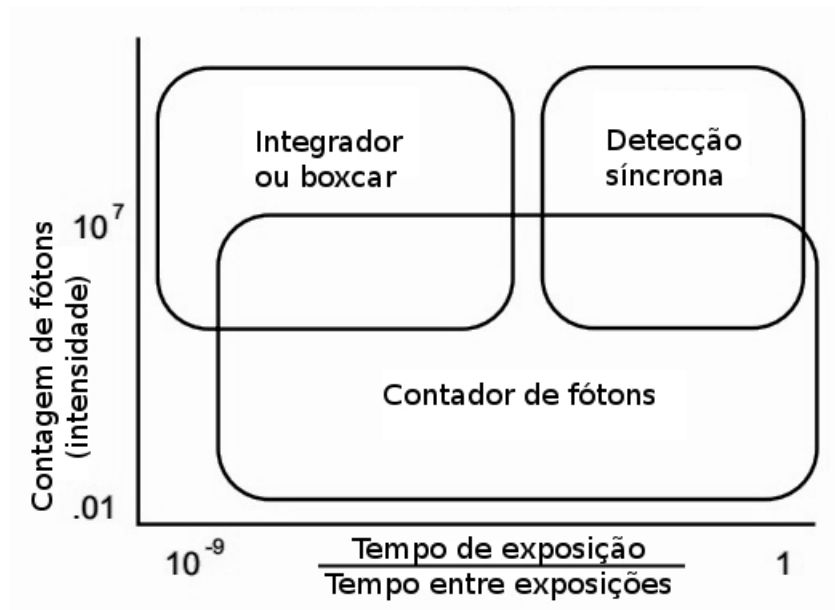 Integrador
ou boxcar
Detecção
síncrona
10⁷
Contagem de fótons
(intensidade)
Contador de fótons
.01
10⁻⁹
Tempo de exposição
Tempo entre exposições
1